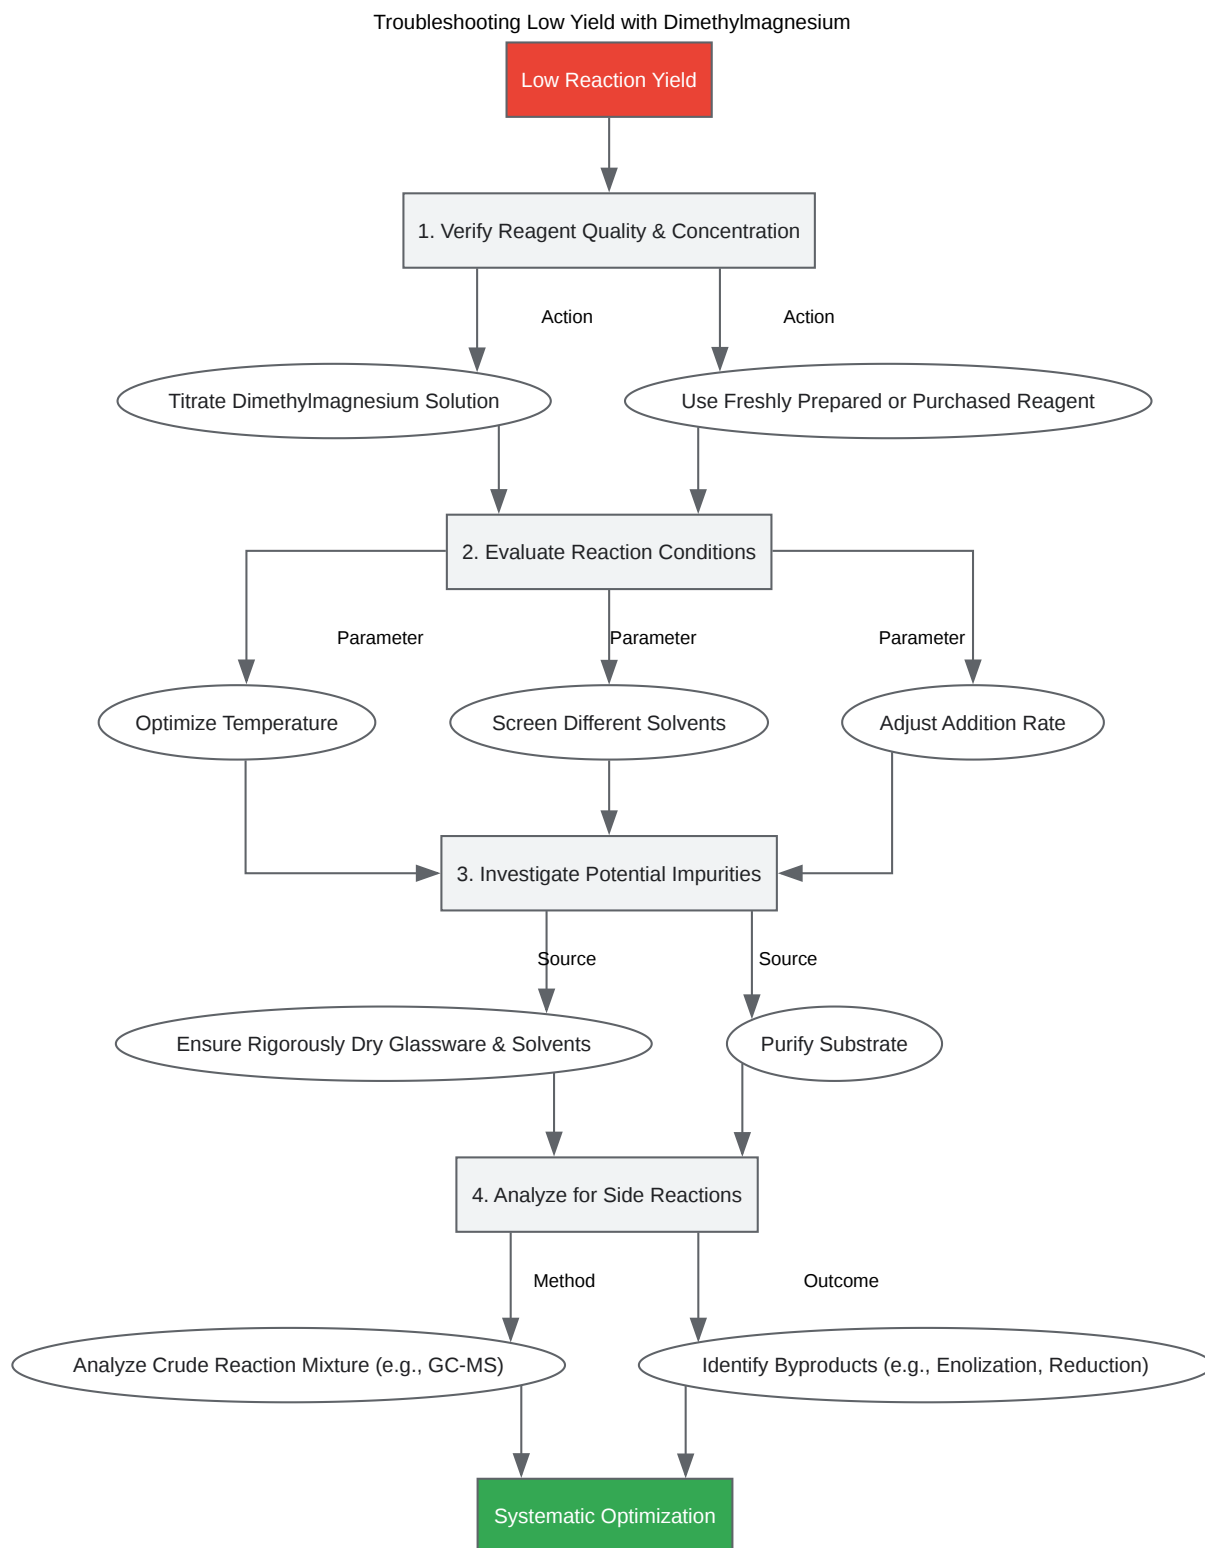 Troubleshooting Low Yield with Dimethylmagnesium
Low Reaction Yield
1. Verify Reagent Quality & Concentration
Action
Action
Titrate Dimethylmagnesium Solution
Use Freshly Prepared or Purchased Reagent
2. Evaluate Reaction Conditions
Parameter
Parameter
Parameter
Optimize Temperature
Screen Different Solvents
Adjust Addition Rate
3. Investigate Potential Impurities
Source
Source
Ensure Rigorously Dry Glassware & Solvents
Purify Substrate
4. Analyze for Side Reactions
Method
Outcome
Analyze Crude Reaction Mixture (e.g., GC-MS)
Identify Byproducts (e.g., Enolization, Reduction)
Systematic Optimization